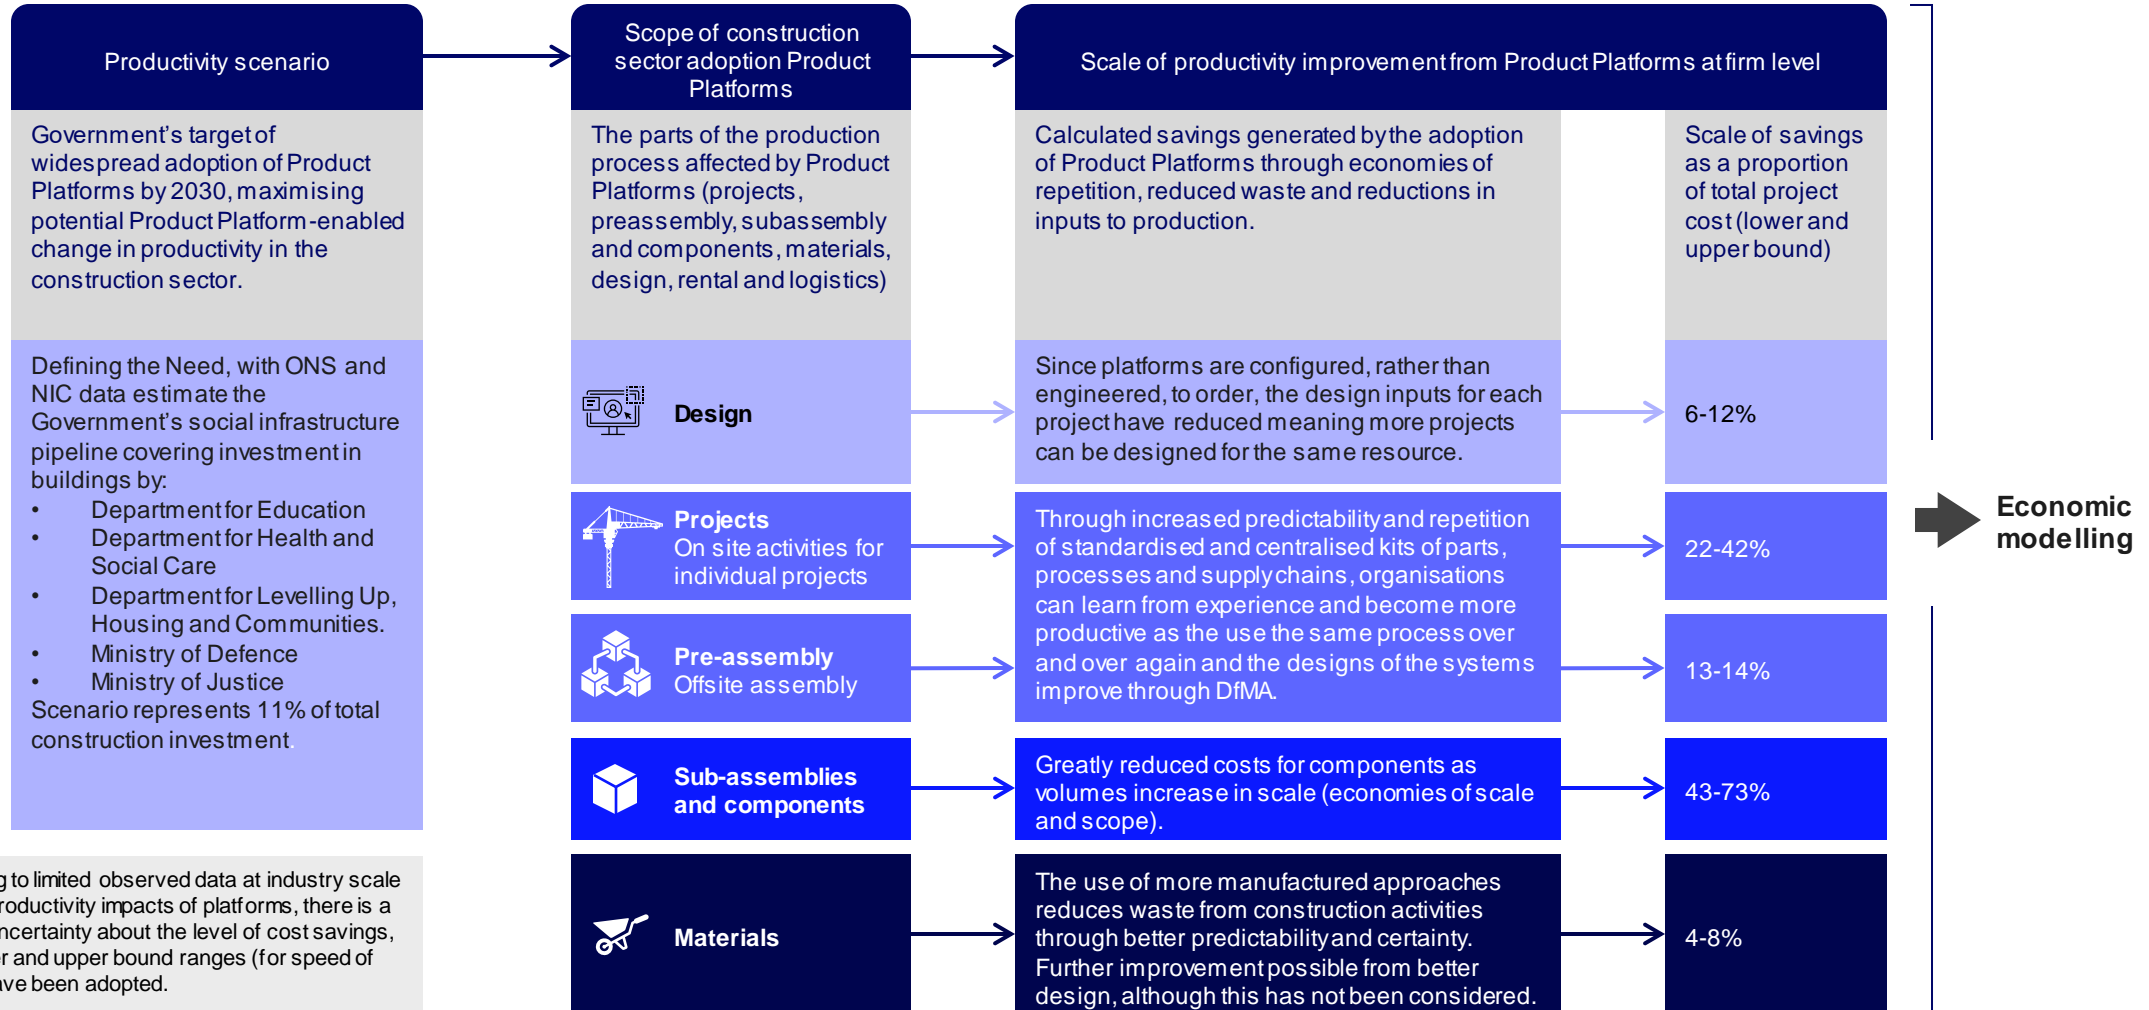 Productivity scenario
Scope of construction
sector adoption Product
Platforms
Scale of productivity improvement from Product Platforms at firm level
Government's target of
widespread adoption of Product
Platforms by 2030, maximising
potential Product Platform-enabled
change in productivity in the
construction sector.
The parts of the production
process affected by Product
Platforms (projects,
preassembly, subassembly
and components, materials,
design, rental and logistics)
Calculated savings generated by the adoption
of Product Platforms through economies of
repetition, reduced waste and reductions in
inputs to production.
Scale of savings
as a proportion
of total project
cost (lower and
upper bound)
Defining the Need, with ONS and
NIC data estimate the
Government's social infrastructure
pipeline covering investment in
buildings by:
• Department for Education
• Department for Health and
Social Care
• Department for Levelling Up,
Housing and Communities.
• Ministry of Defence
• Ministry of Justice
Scenario represents 11% of total
construction investment.
Design
Since platforms are configured, rather than
engineered, to order, the design inputs for each
project have reduced meaning more projects
can be designed for the same resource.
6-12%
Projects
On site activities for
individual projects
Through increased predictability and repetition
of standardised and centralised kits of parts,
processes and supply chains, organisations
can learn from experience and become more
productive as the use the same process over
and over again and the designs of the systems
improve through DfMA.
22-42%
Pre-assembly
Offsite assembly
13-14%
Sub-assemblies
and components
Greatly reduced costs for components as
volumes increase in scale (economies of scale
and scope).
43-73%
Materials
The use of more manufactured approaches
reduces waste from construction activities
through better predictability and certainty.
Further improvement possible from better
design, although this has not been considered.
4-8%
Economic
modelling
to limited observed data at industry scale
productivity impacts of platforms, there is a
uncertainty about the level of cost savings,
and upper bound ranges (for speed of
have been adopted.